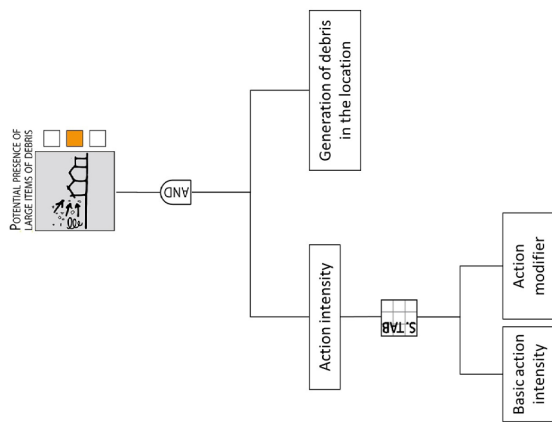 POTENTIAL PRESENCE OF
LARGE ITEMS OF DEBRIS
AND
Action intensity
Generation of debris
in the location
S. TAB
Basic action
intensity
Action
modifier